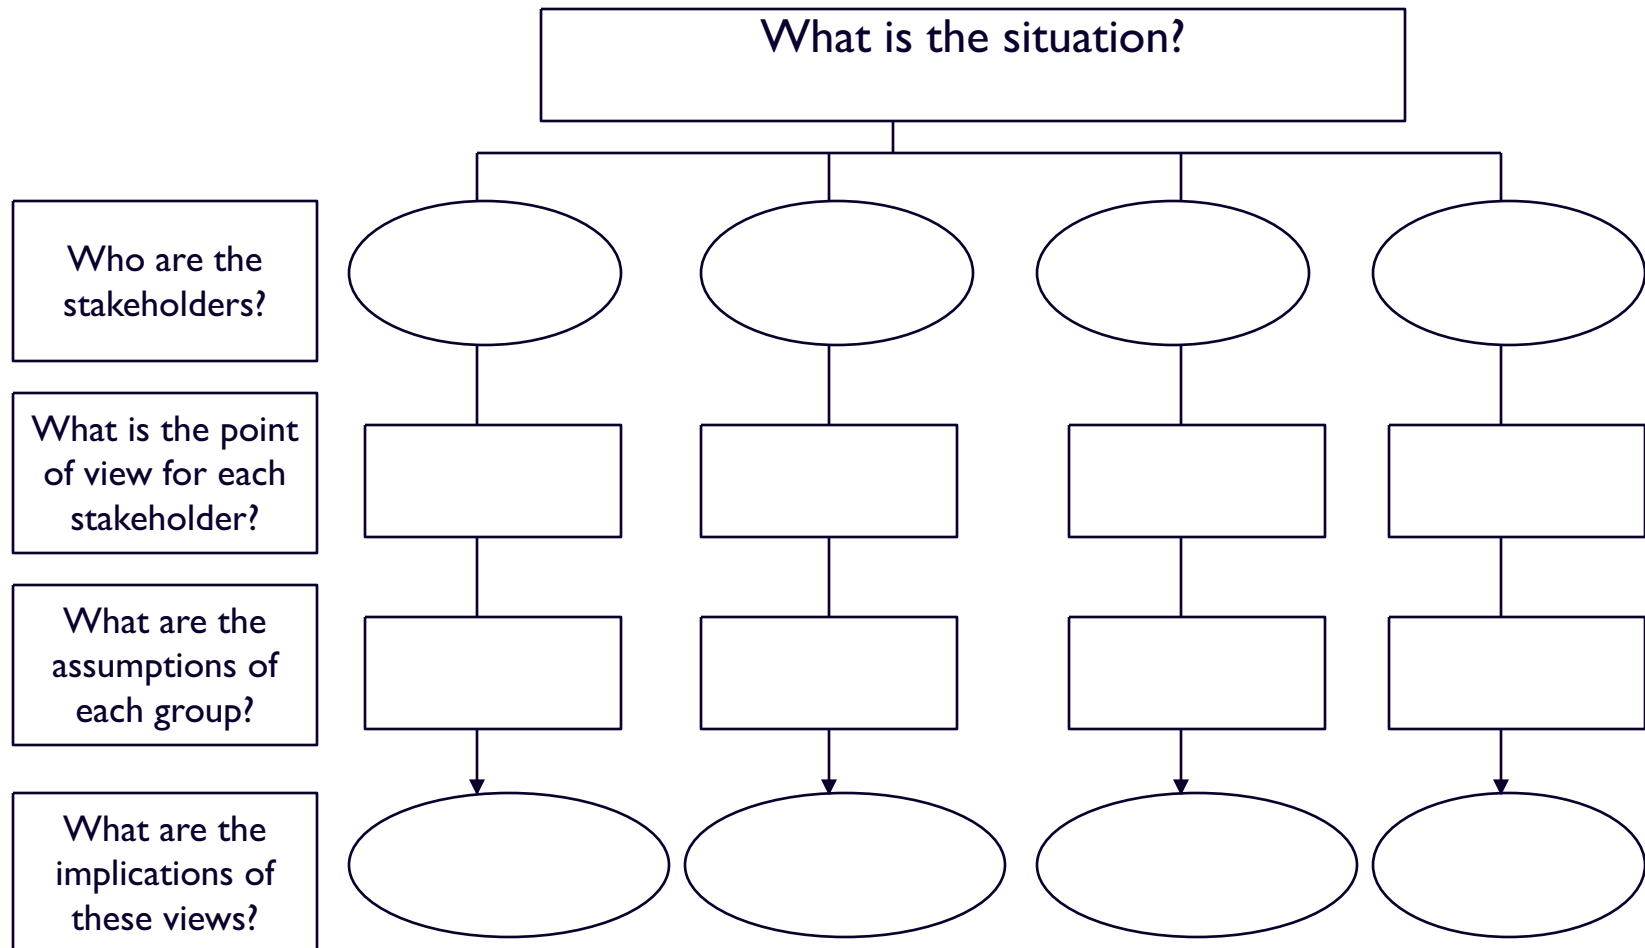 What is the situation?
Who are the
stakeholders?
What is the point
of view for each
stakeholder?
What are the
assumptions of
each group?
What are the
implications of
these views?